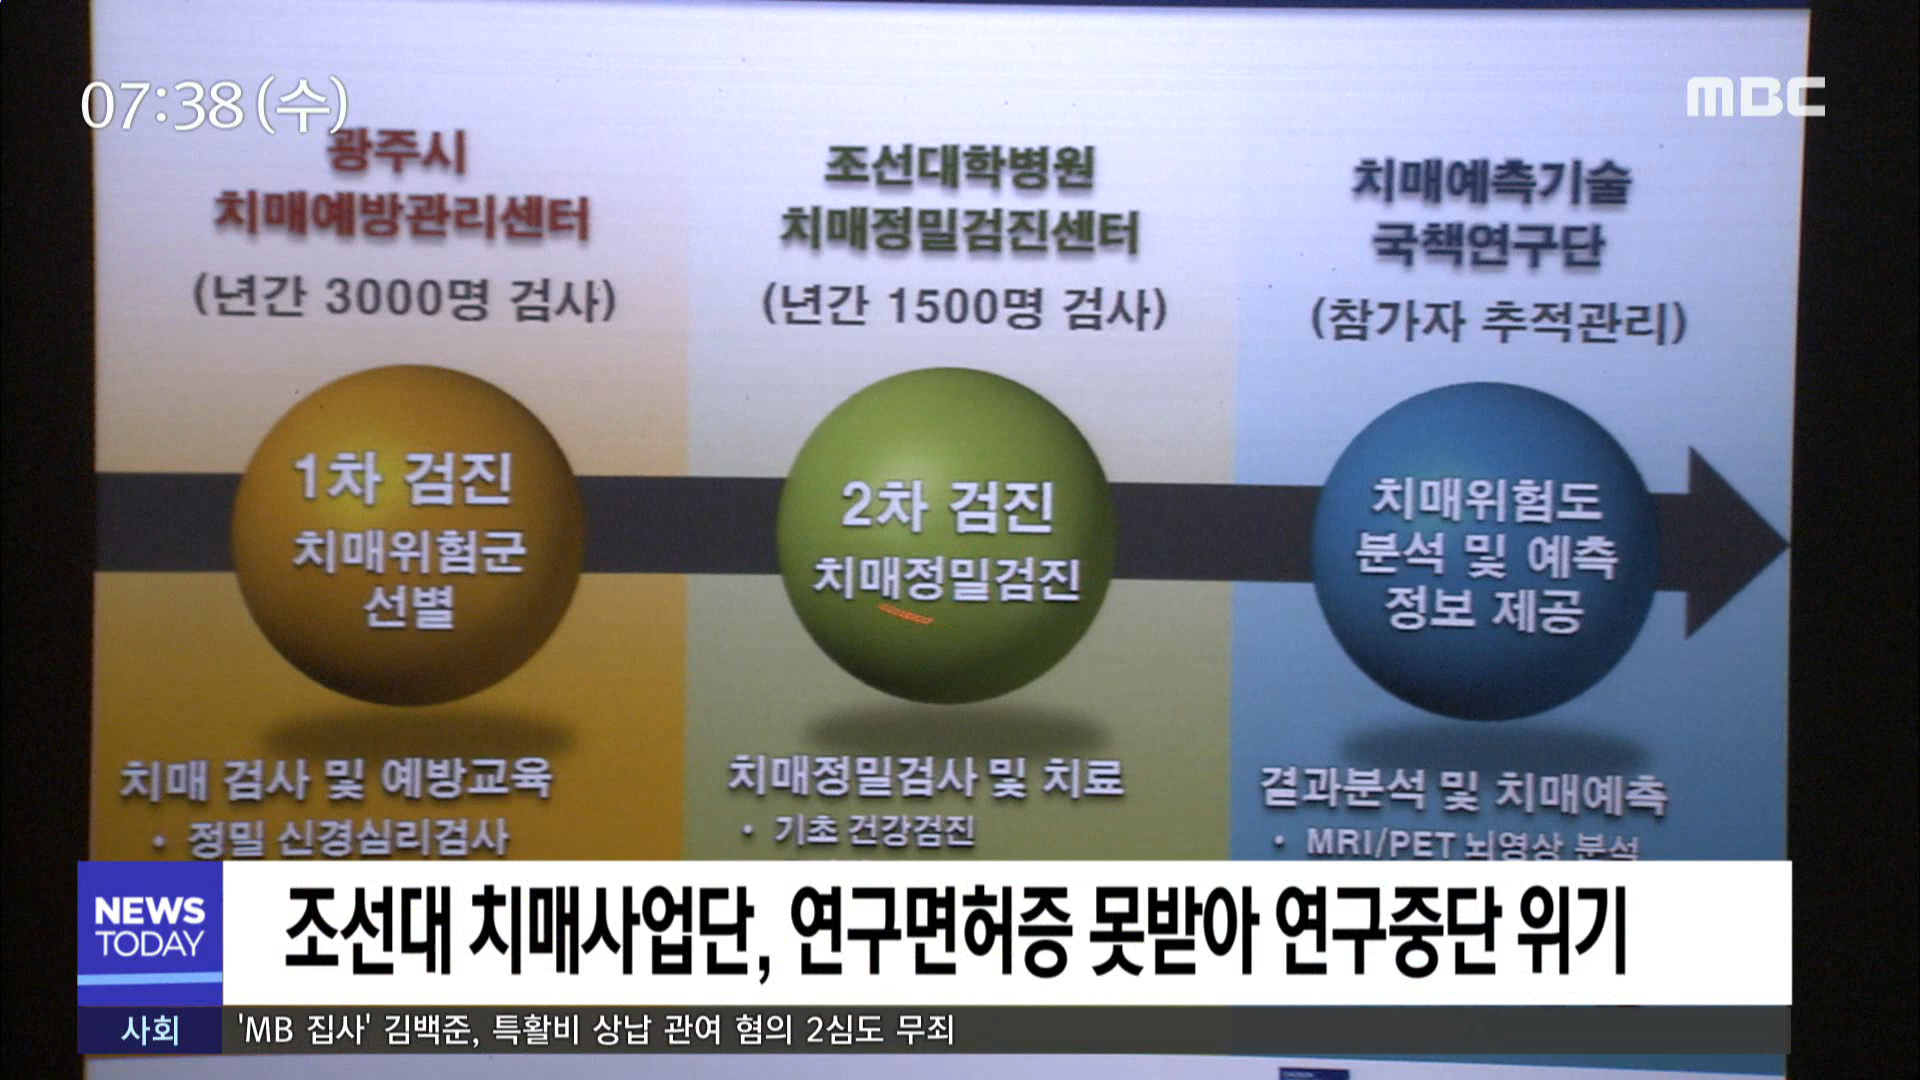 07:38(수)
MBC
광주시
치매예방관리센터
(년간 3000명 검사)
조선대학병원
치매정밀검진센터
(년간 1500명 검사)
치매예측기술
국책연구단
(참가자 추적관리)
1차 검진
치매위험군
선별
2차 검진
치매정밀검진
치매위험도
분석 및 예측
정보 제공
치매 검사 및 예방교육
• 정밀 신경심리검사
치매정밀검사 및 치료
• 기초 건강검진
결과분석 및 치매예측
• MRI/PET 뇌영상 분석
NEWS
TODAY
조선대 치매사업단, 연구면허증 못받아 연구중단 위기
사회
'MB 집사' 김백준, 특활비 상납 관여 혐의 2심도 무죄